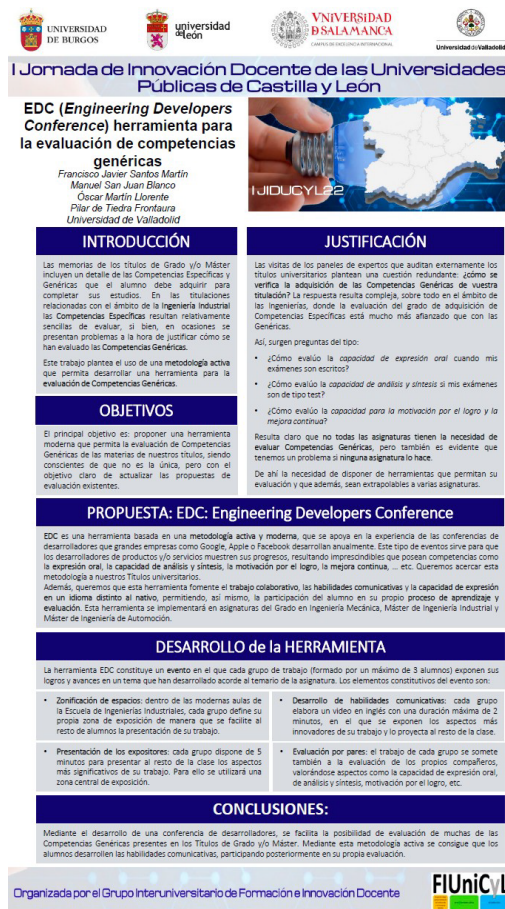 UNIVERSIDAD
DE BURGOS
universidad
de león
VNiVERSiDAD
D SALAMANCA
CAMPUS DE EXCELENCIA INTERNACIONAL
Universidad de Valladolid
I Jornada de Innovación Docente de las Universidades
Públicas de Castilla y León
EDC (Engineering Developers
Conference) herramienta para
la evaluación de competencias
genéricas
Francisco Javier Santos Martín
Manuel San Juan Blanco
Óscar Martín Llorente
Pilar de Tiedra Frontaura
Universidad de Valladolid
IJIDUCYL22
INTRODUCCIÓN
Las memorias de los títulos de Grado y/o Máster
incluyen un detalle de las Competencias Específicas y
Genéricas que el alumno debe adquirir para
completar sus estudios. En las titulaciones
relacionadas con el ámbito de la Ingeniería Industrial
las Competencias Específicas resultan relativamente
sencillas de evaluar, si bien, en ocasiones se
presentan problemas a la hora de justificar cómo se
han evaluado las Competencias Genéricas.
Este trabajo plantea el uso de una metodología activa
que permita desarrollar una herramienta para la
evaluación de Competencias Genéricas.
OBJETIVOS
El principal objetivo es: proponer una herramienta
moderna que permita la evaluación de Competencias
Genéricas de las materias de nuestros títulos, siendo
conscientes de que no es la única, pero con el
objetivo claro de actualizar las propuestas de
evaluación existentes.
JUSTIFICACIÓN
Las visitas de los paneles de expertos que auditan externamente los
títulos universitarios plantean una cuestión redundante: ¿cómo se
verifica la adquisición de las Competencias Genéricas de vuestra
titulación? La respuesta resulta compleja, sobre todo en el ámbito de
las Ingenierías, donde la evaluación del grado de adquisición de
Competencias Específicas está mucho más afianzado que con las
Genéricas.
Así, surgen preguntas del tipo:
• ¿Cómo evalúo la capacidad de expresión oral cuando mis
exámenes son escritos?
• ¿Cómo evalúo la capacidad de análisis y síntesis si mis exámenes
son de tipo test?
• ¿Cómo evalúo la capacidad para la motivación por el logro y la
mejora continua?
Resulta claro que no todas las asignaturas tienen la necesidad de
evaluar Competencias Genéricas, pero también es evidente que
tenemos un problema si ninguna asignatura lo hace.
De ahí la necesidad de disponer de herramientas que permitan su
evaluación y que además, sean extrapolables a varias asignaturas.
PROPUESTA: EDC: Engineering Developers Conference
EDC es una herramienta basada en una metodología activa y moderna, que se apoya en la experiencia de las conferencias de
desarrolladores que grandes empresas como Google, Apple o Facebook desarrollan anualmente. Este tipo de eventos sirve para que
los desarrolladores de productos y/o servicios muestren sus progresos, resultando imprescindibles que posean competencias como
la expresión oral, la capacidad de análisis y síntesis, la motivación por el logro, la mejora continua, ... etc. Queremos acercar esta
metodología a nuestros Títulos universitarios.
Además, queremos que esta herramienta fomente el trabajo colaborativo, las habilidades comunicativas y la capacidad de expresión
en un idioma distinto al nativo, permitiendo, así mismo, la participación del alumno en su propio proceso de aprendizaje y
evaluación. Esta herramienta se implementará en asignaturas del Grado en Ingeniería Mecánica, Máster de Ingeniería Industrial y
Máster de Ingeniería de Automoción.
DESARROLLO de la HERRAMIENTA
La herramienta EDC constituye un evento en el que cada grupo de trabajo (formado por un máximo de 3 alumnos) exponen sus
logros y avances en un tema que han desarrollado acorde al temario de la asignatura. Los elementos constitutivos del evento son:
• Zonificación de espacios: dentro de las modernas aulas de
la Escuela de Ingenierías Industriales, cada grupo define su
propia zona de exposición de manera que se facilite al
resto de alumnos la presentación de su trabajo.
• Desarrollo de habilidades comunicativas: cada grupo
elabora un video en inglés con una duración máxima de 2
minutos, en el que se exponen los aspectos más
innovadores de su trabajo y lo proyecta al resto de la clase.
• Presentación de los expositores: cada grupo dispone de 5
minutos para presentar al resto de la clase los aspectos
más significativos de su trabajo. Para ello se utilizará una
zona central de exposición.
• Evaluación por pares: el trabajo de cada grupo se somete
también a la evaluación de los propios compañeros,
valorándose aspectos como la capacidad de expresión oral,
de análisis y síntesis, motivación por el logro, etc.
CONCLUSIONES:
Mediante el desarrollo de una conferencia de desarrolladores, se facilita la posibilidad de evaluación de muchas de las
Competencias Genéricas presentes en los Títulos de Grado y/o Máster. Mediante esta metodología activa se consigue que los
alumnos desarrollen las habilidades comunicativas, participando posteriormente en su propia evaluación.
Organizada por el Grupo Interuniversitario de Formación e Innovación Docente
FIUniCyL